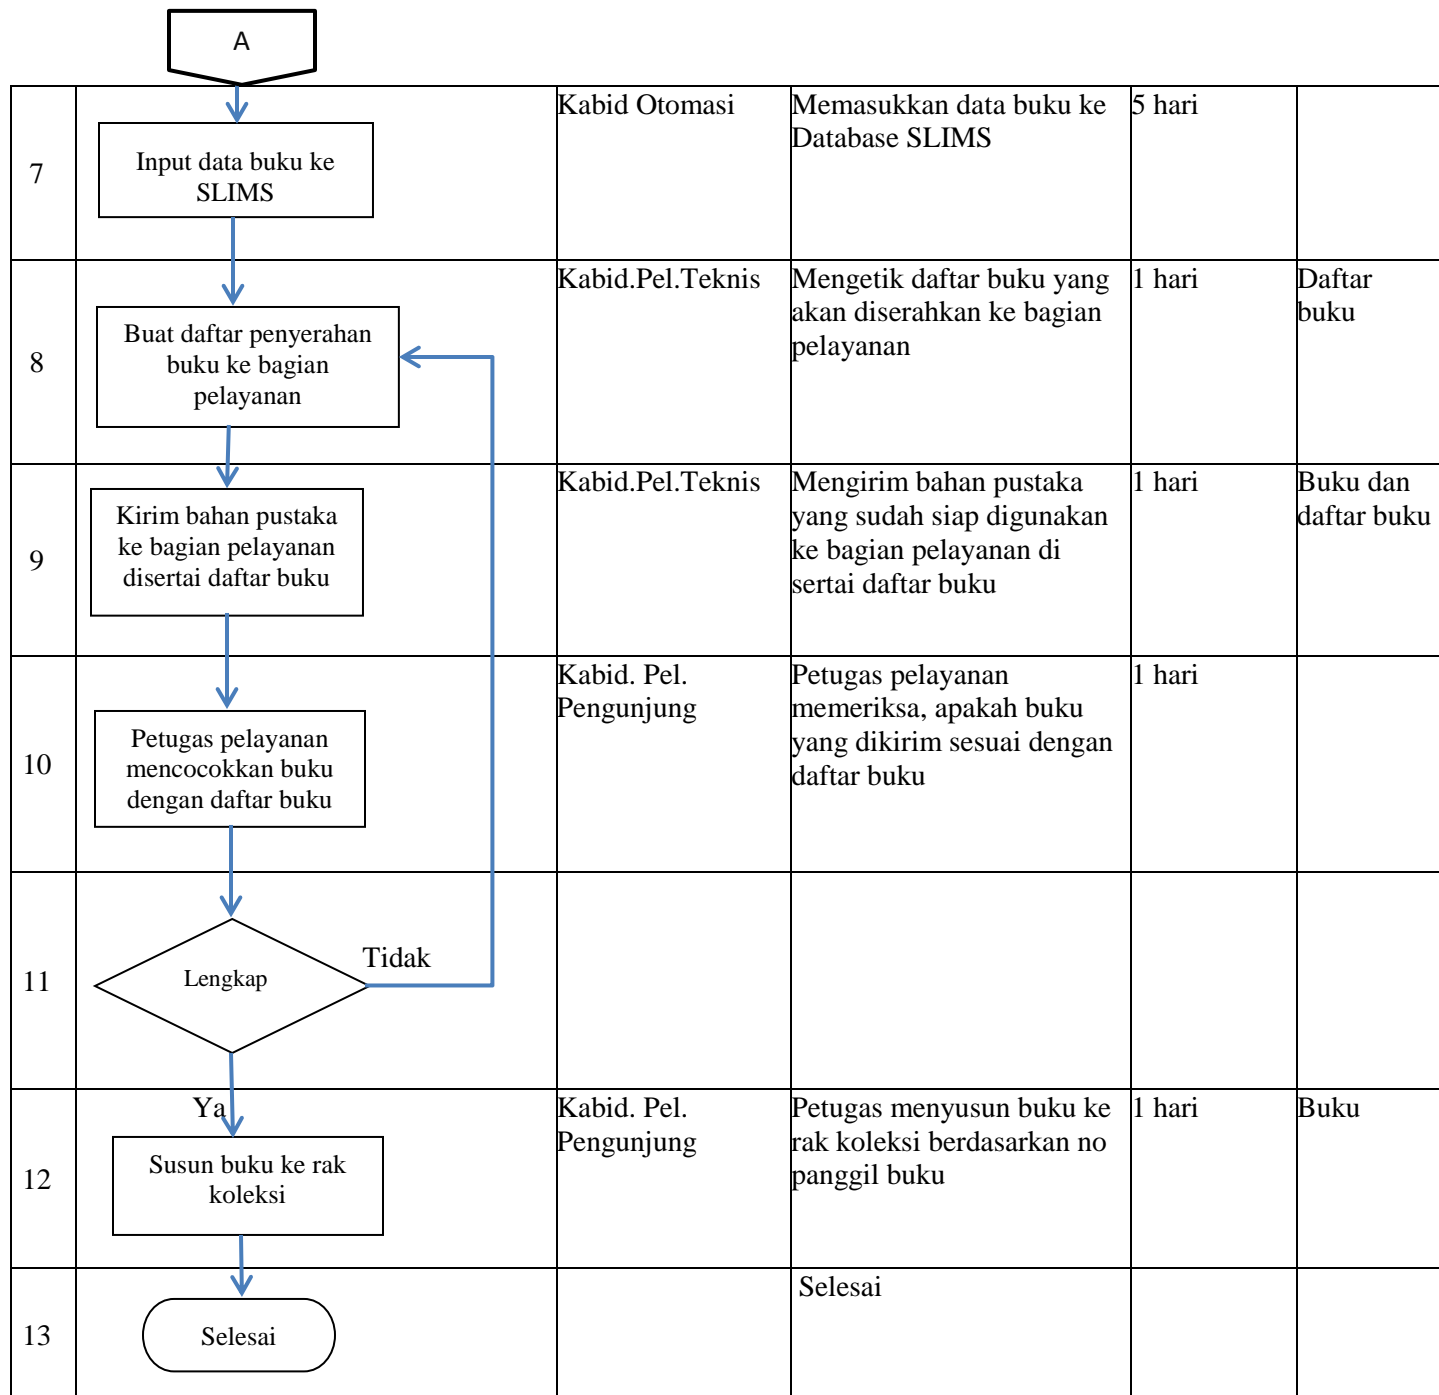 A
7
Input data buku ke
SLIMS
Kabid Otomasi
Memasukkan data buku ke
Database SLIMS
5 hari
8
Buat daftar penyerahan
buku ke bagian
pelayanan
Kabid.Pel.Teknis
Mengetik daftar buku yang
akan diserahkan ke bagian
pelayanan
1 hari
Daftar
buku
9
Kirim bahan pustaka
ke bagian pelayanan
disertai daftar buku
Kabid.Pel.Teknis
Mengirim bahan pustaka
yang sudah siap digunakan
ke bagian pelayanan di
sertai daftar buku
1 hari
Buku dan
daftar buku
10
Petugas pelayanan
mencocokkan buku
dengan daftar buku
Kabid. Pel.
Pengunjung
Petugas pelayanan
memeriksa, apakah buku
yang dikirim sesuai dengan
daftar buku
1 hari
11
Lengkap
Tidak
12
Ya
Susun buku ke rak
koleksi
Kabid. Pel.
Pengunjung
Petugas menyusun buku ke
rak koleksi berdasarkan no
panggil buku
1 hari
Buku
13
Selesai
Selesai